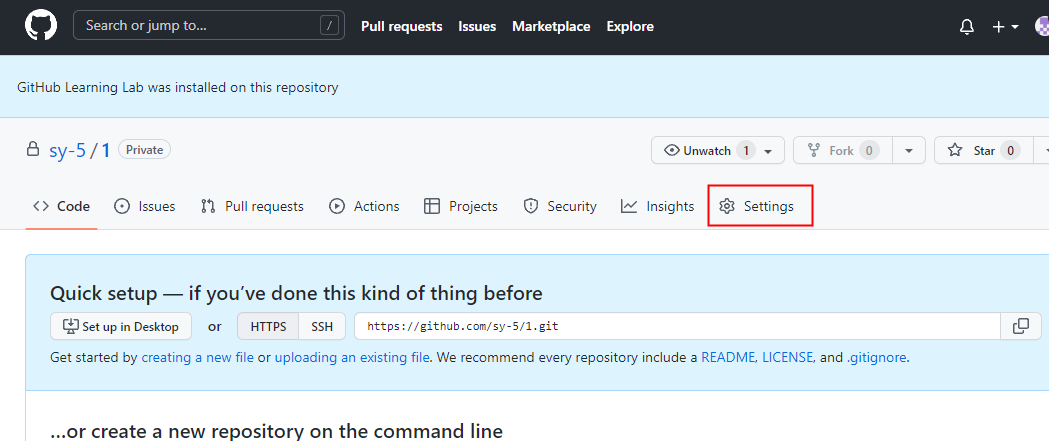 Search or jump to... / Pull requests Issues Marketplace Explore
GitHub Learning Lab was installed on this repository
sy-5 / 1 Private Unwatch 1 Fork 0 Star 0
Code Issues Pull requests Actions Projects Security Insights Settings
Quick setup — if you’ve done this kind of thing before
Set up in Desktop or HTTPS SSH https://github.com/sy-5/1.git
Get started by creating a new file or uploading an existing file. We recommend every repository include a README, LICENSE, and .gitignore.
…or create a new repository on the command line